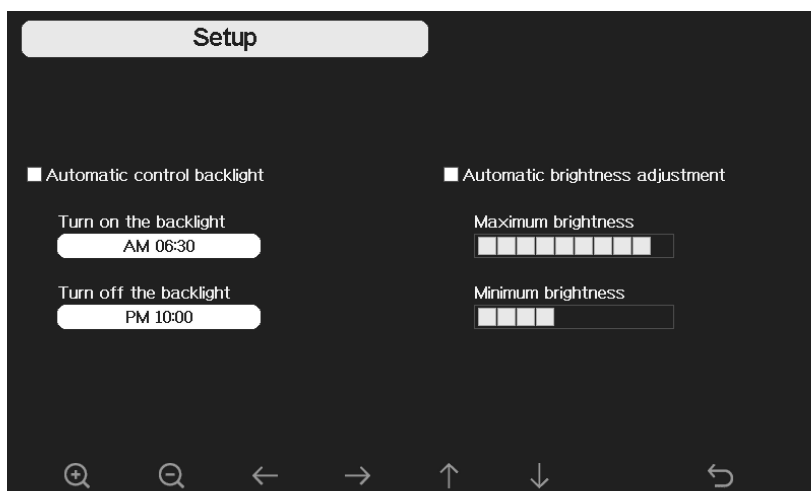 Setup
Automatic control backlight
Turn on the backlight
AM 06:30
Turn off the backlight
PM 10:00
Automatic brightness adjustment
Maximum brightness
Minimum brightness